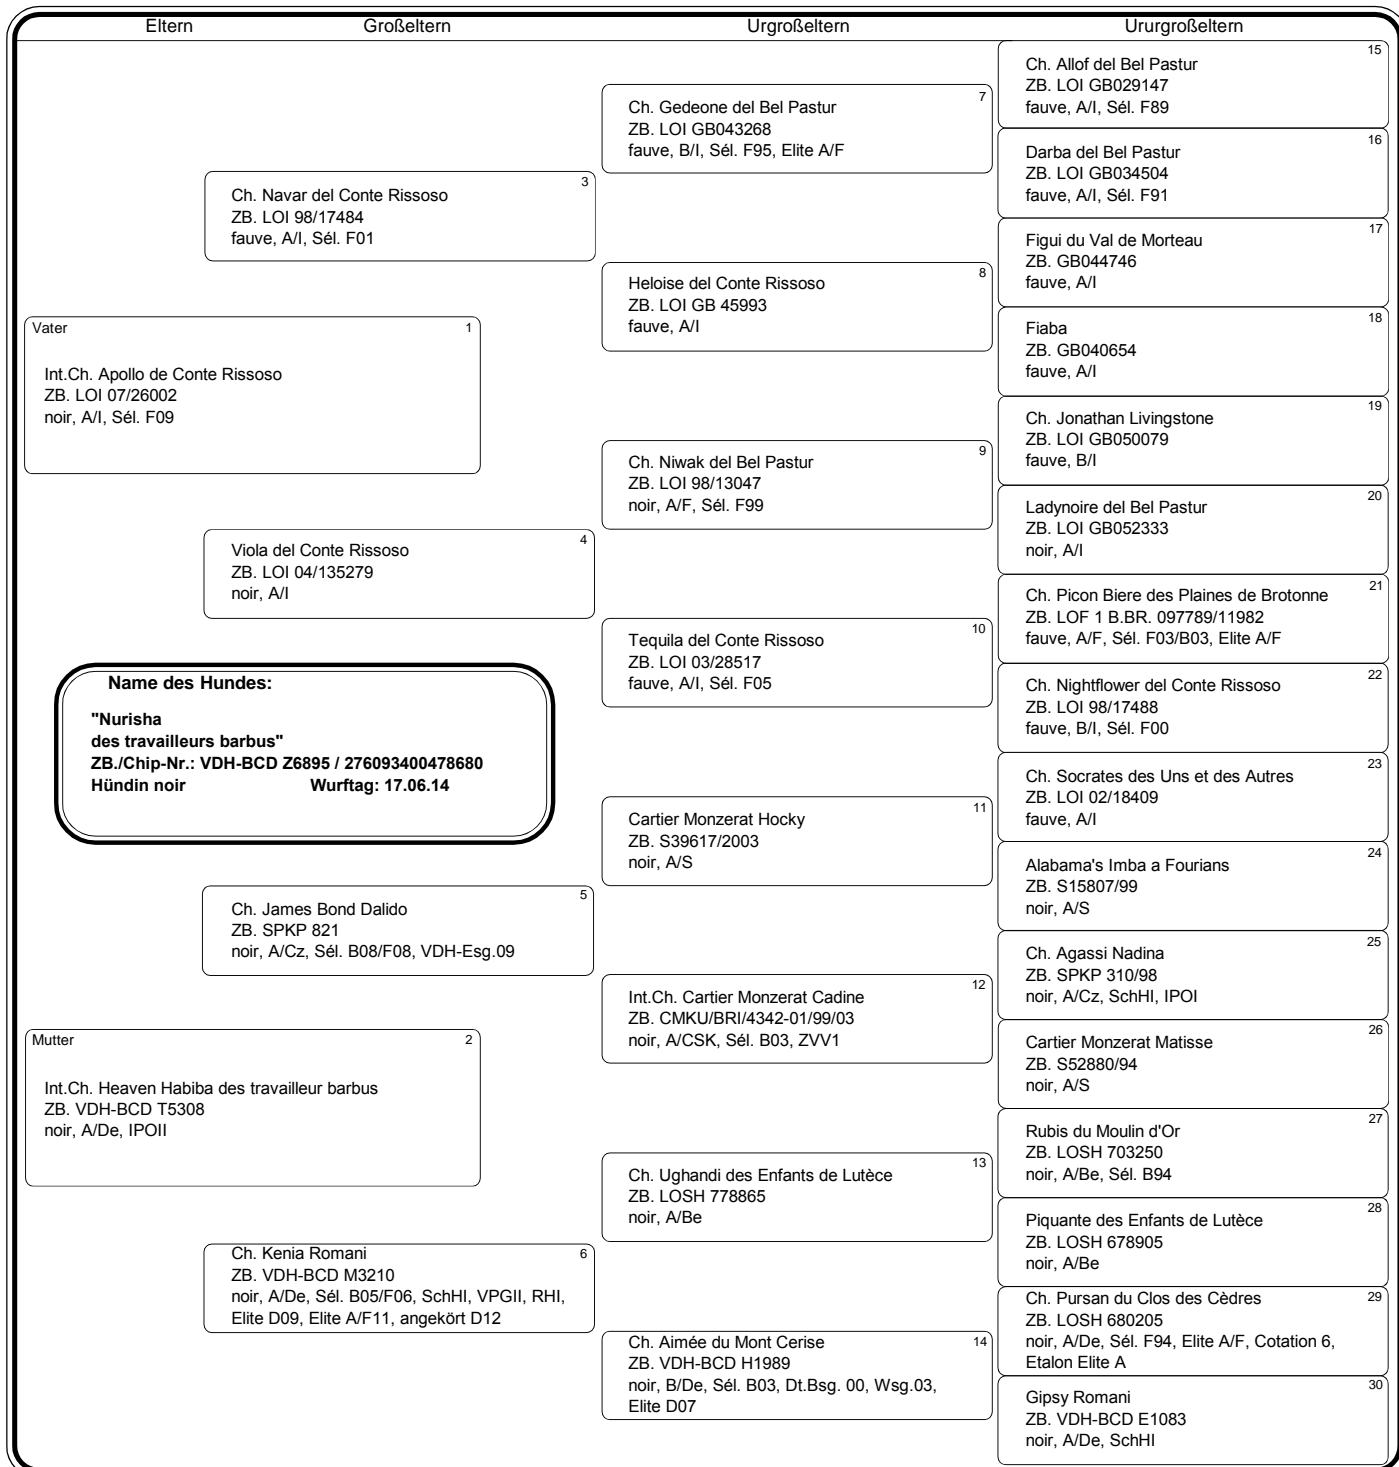 Eltern Großeltern Urgroßeltern Ururgroßeltern
Vater 1
Int.Ch. Apollo de Conte Rissoso
ZB. LOI 07/26002
noir, A/I, Sél. F09
Mutter 2
Int.Ch. Heaven Habiba des travailleur barbus
ZB. VDH-BCD T5308
noir, A/De, IPOII
Name des Hundes:
"Nurisha
des travailleurs barbus"
ZB./Chip-Nr.: VDH-BCD Z6895 / 276093400478680
Hündin noir Wurftag: 17.06.14
3
Ch. Navar del Conte Rissoso
ZB. LOI 98/17484
fauve, A/I, Sél. F01
4
Viola del Conte Rissoso
ZB. LOI 04/135279
noir, A/I
5
Ch. James Bond Dalido
ZB. SPKP 821
noir, A/Cz, Sél. B08/F08, VDH-Esg.09
6
Ch. Kenia Romani
ZB. VDH-BCD M3210
noir, A/De, Sél. B05/F06, SchHI, VPGII, RHI,
Elite D09, Elite A/F11, angekört D12
7
Ch. Gedeone del Bel Pastur
ZB. LOI GB043268
fauve, B/I, Sél. F95, Elite A/F
8
Heloise del Conte Rissoso
ZB. LOI GB 45993
fauve, A/I
9
Ch. Niwak del Bel Pastur
ZB. LOI 98/13047
noir, A/F, Sél. F99
10
Tequila del Conte Rissoso
ZB. LOI 03/28517
fauve, A/I, Sél. F05
11
Cartier Monzerat Hocky
ZB. S39617/2003
noir, A/S
12
Int.Ch. Cartier Monzerat Cadine
ZB. CMKU/BRI/4342-01/99/03
noir, A/CSK, Sél. B03, ZVV1
13
Ch. Ughandi des Enfants de Lutèce
ZB. LOSH 778865
noir, A/Be
14
Ch. Aimée du Mont Cerise
ZB. VDH-BCD H1989
noir, B/De, Sél. B03, Dt.Bsg. 00, Wsg.03,
Elite D07
15
Ch. Allof del Bel Pastur
ZB. LOI GB029147
fauve, A/I, Sél. F89
16
Darba del Bel Pastur
ZB. LOI GB034504
fauve, A/I, Sél. F91
17
Figui du Val de Morteau
ZB. GB044746
fauve, A/I
18
Fiaba
ZB. GB040654
fauve, A/I
19
Ch. Jonathan Livingstone
ZB. LOI GB050079
fauve, B/I
20
Ladynoire del Bel Pastur
ZB. LOI GB052333
noir, A/I
21
Ch. Picon Biere des Plaines de Brotonne
ZB. LOF 1 B.BR. 097789/11982
fauve, A/F, Sél. F03/B03, Elite A/F
22
Ch. Nightflower del Conte Rissoso
ZB. LOI 98/17488
fauve, B/I, Sél. F00
23
Ch. Socrates des Uns et des Autres
ZB. LOI 02/18409
fauve, A/I
24
Alabama's Imba a Fourians
ZB. S15807/99
noir, A/S
25
Ch. Agassi Nadina
ZB. SPKP 310/98
noir, A/Cz, SchHI, IPOI
26
Cartier Monzerat Matisse
ZB. S52880/94
noir, A/S
27
Rubis du Moulin d'Or
ZB. LOSH 703250
noir, A/Be, Sél. B94
28
Piquante des Enfants de Lutèce
ZB. LOSH 678905
noir, A/Be
29
Ch. Pursan du Clos des Cèdres
ZB. LOSH 680205
noir, A/De, Sél. F94, Elite A/F, Cotation 6,
Etalon Elite A
30
Gipsy Romani
ZB. VDH-BCD E1083
noir, A/De, SchHI